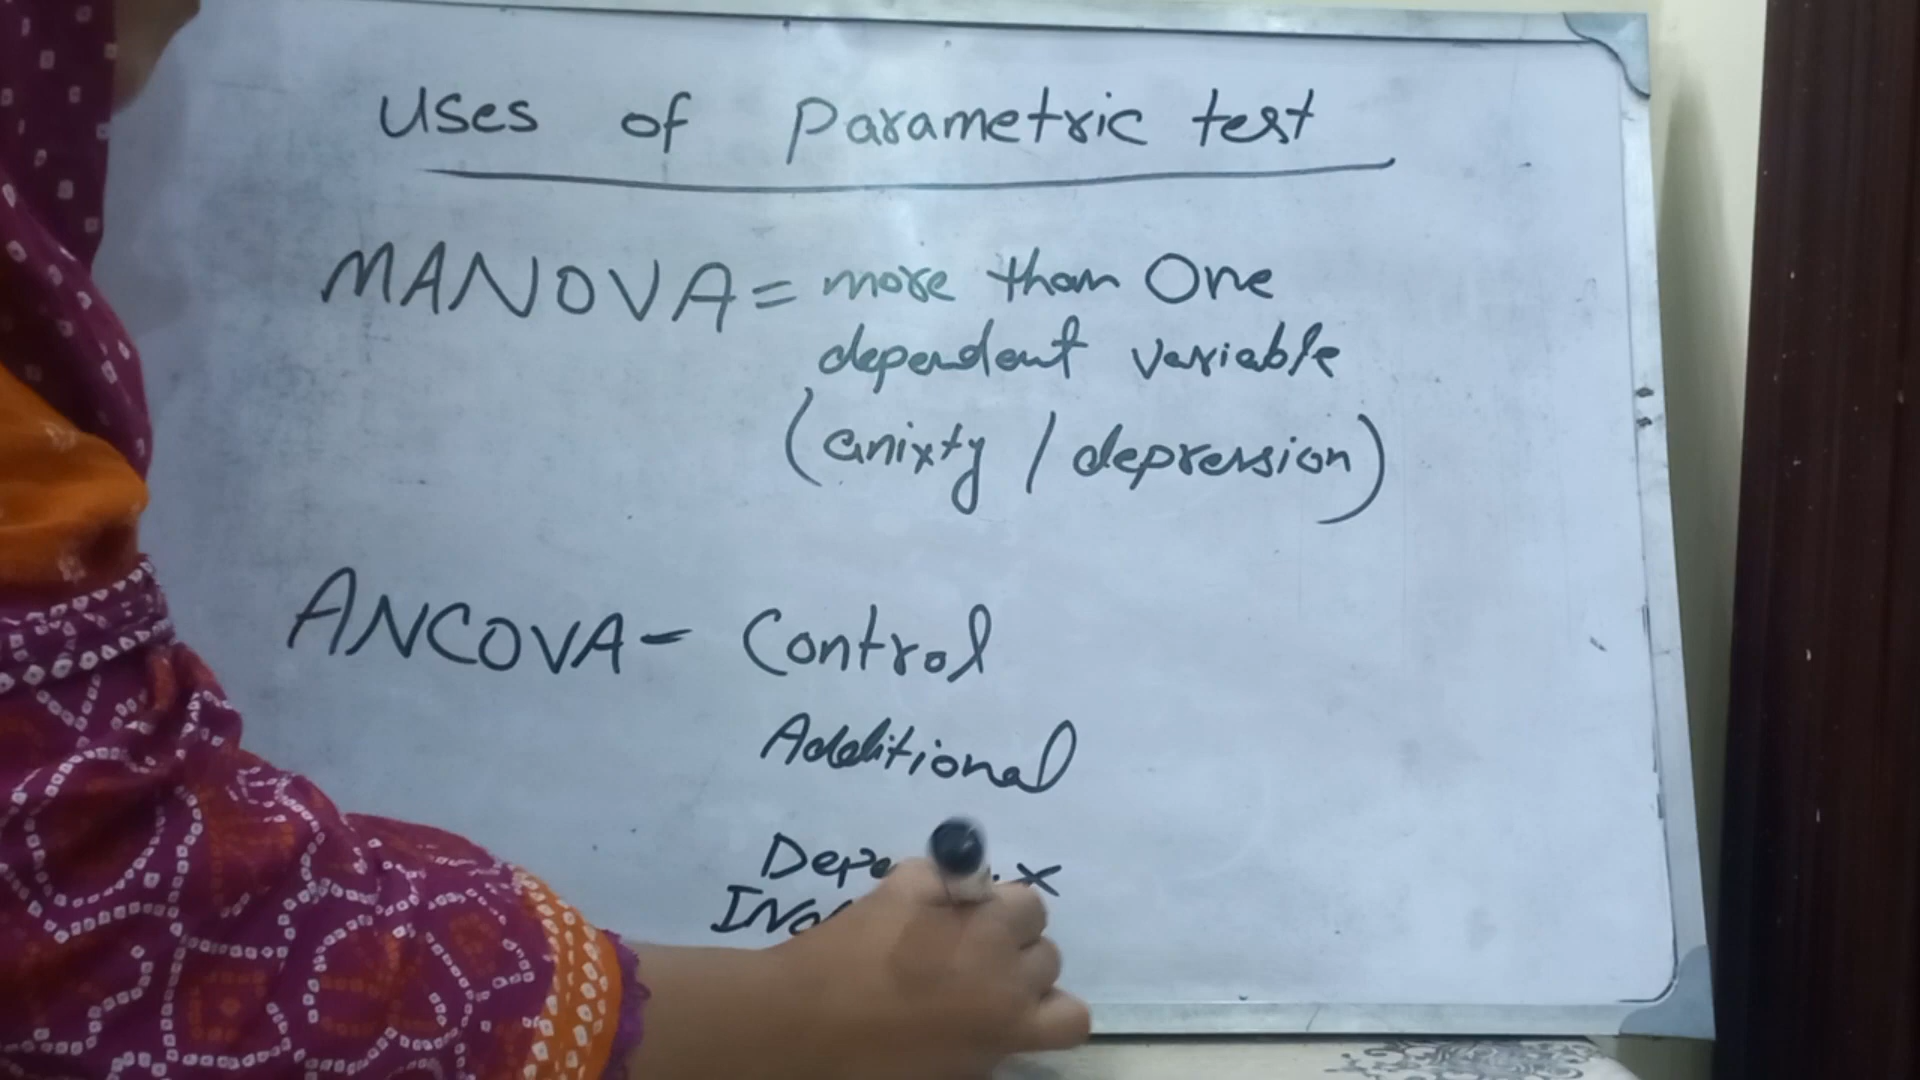 Uses of parametric test
MANOVA = more than One
dependent variable
(anixty / depression)
ANCOVA - Control
Additional